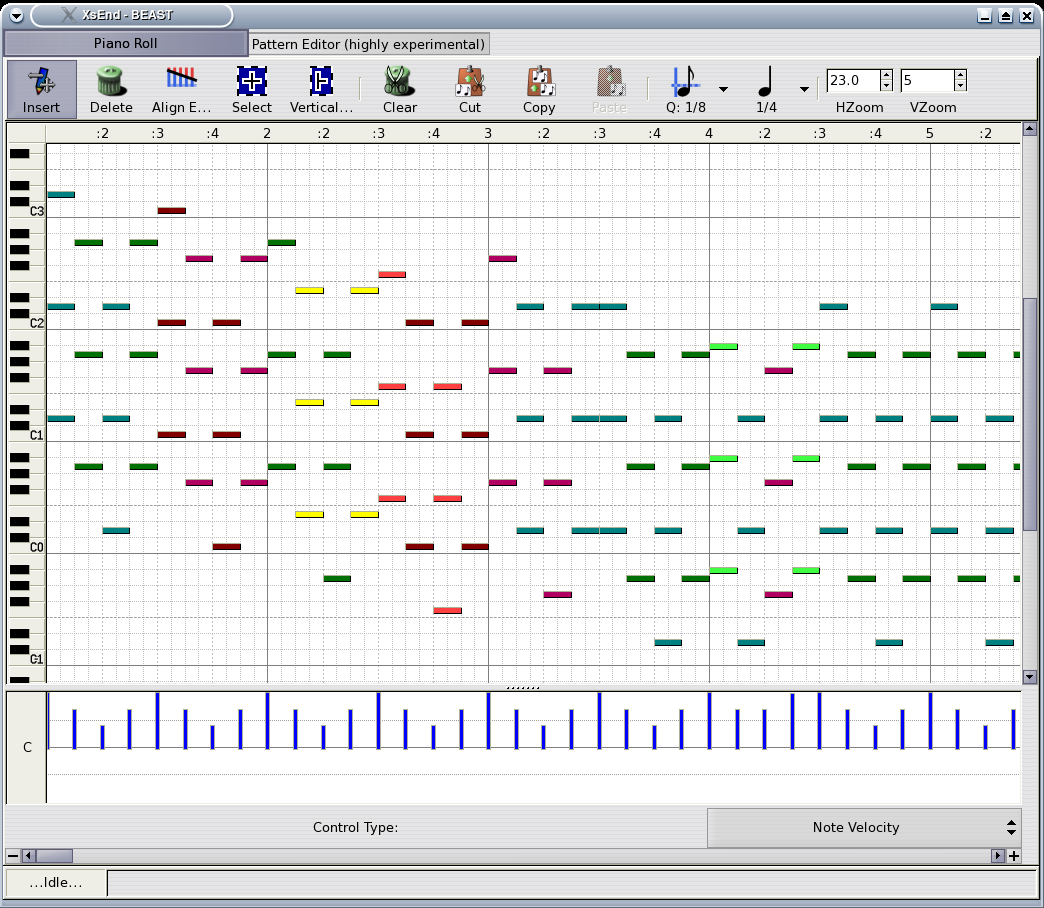 XsEnd - BEAST
Piano Roll
Pattern Editor (highly experimental)
Insert Delete Align E... Select Vertical... Clear Cut Copy Paste Q: 1/8 1/4 23.0 HZoom 5 VZoom
:2 :3 :4 2 :2 :3 :4 3 :2 :3 :4 4 :2 :3 :4 5 :2
C3
C2
C1
C0
C
Control Type: Note Velocity
...Idle...